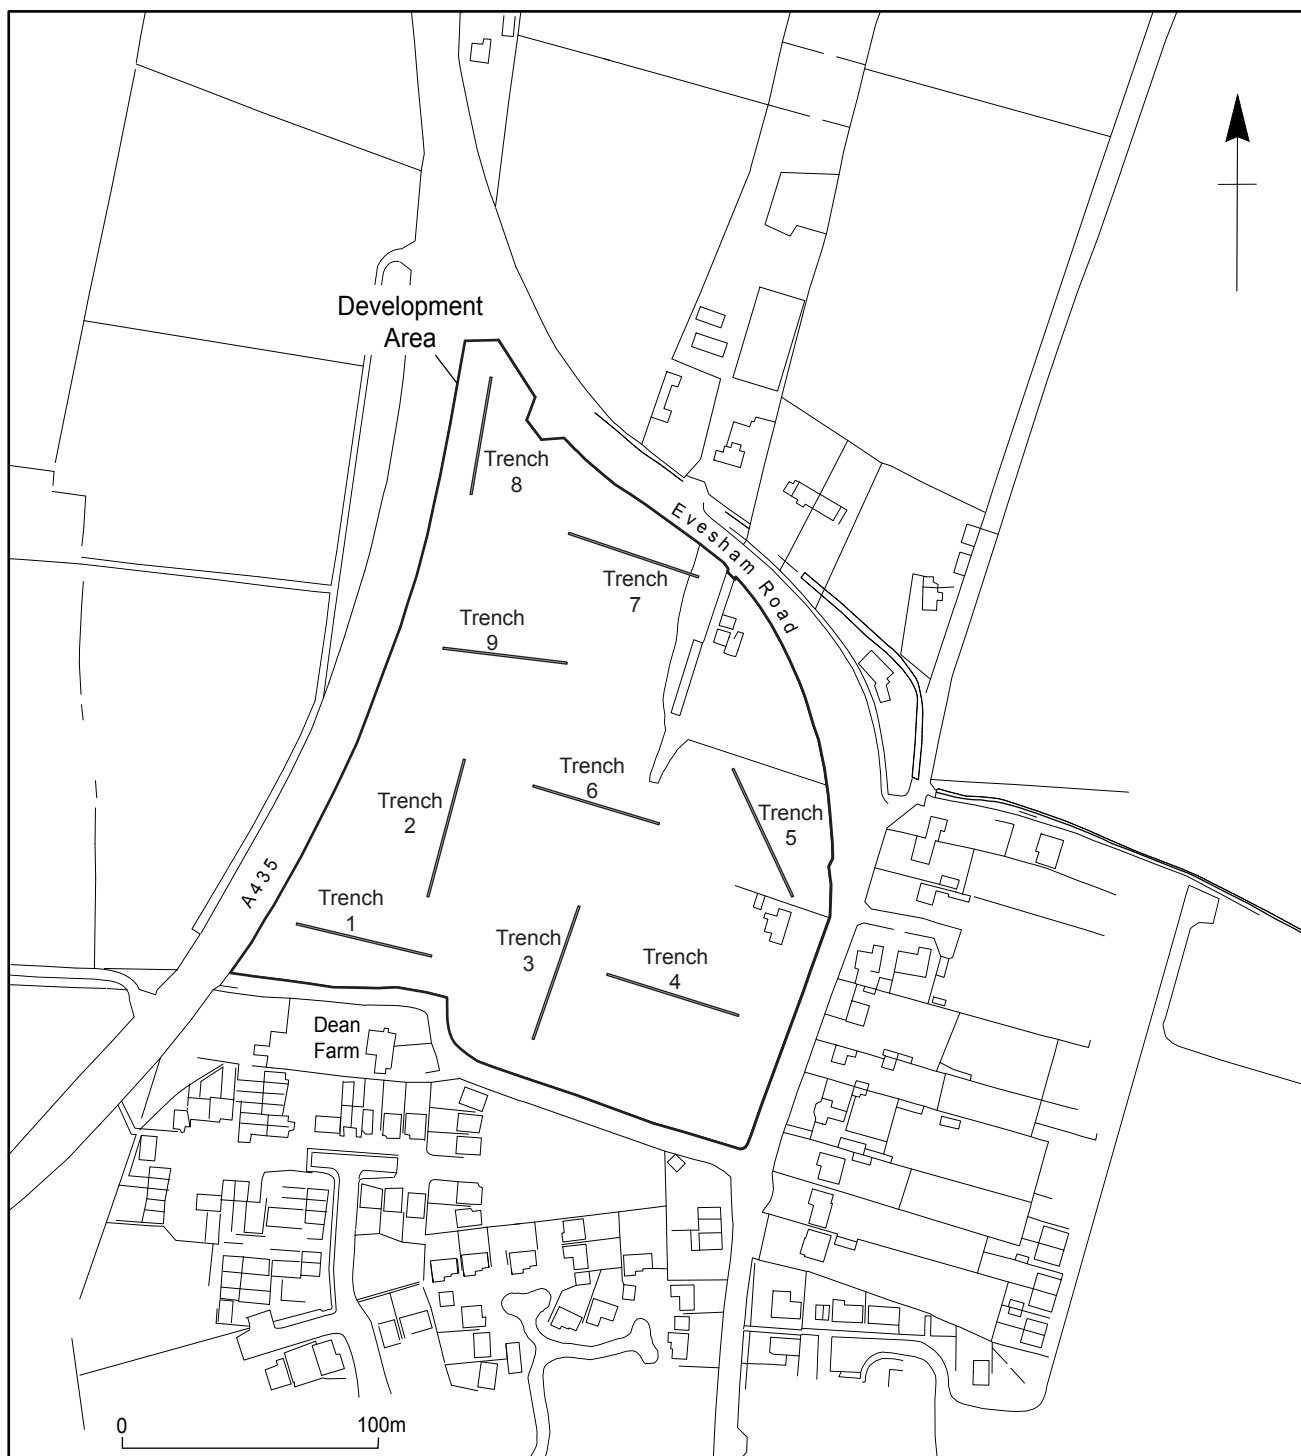 Development
Area
Trench
8
Evesham Road
Trench
7
Trench
9
Trench
6
Trench
2
Trench
5
A435
Trench
1
Trench
3
Trench
4
Dean
Farm
0
100m